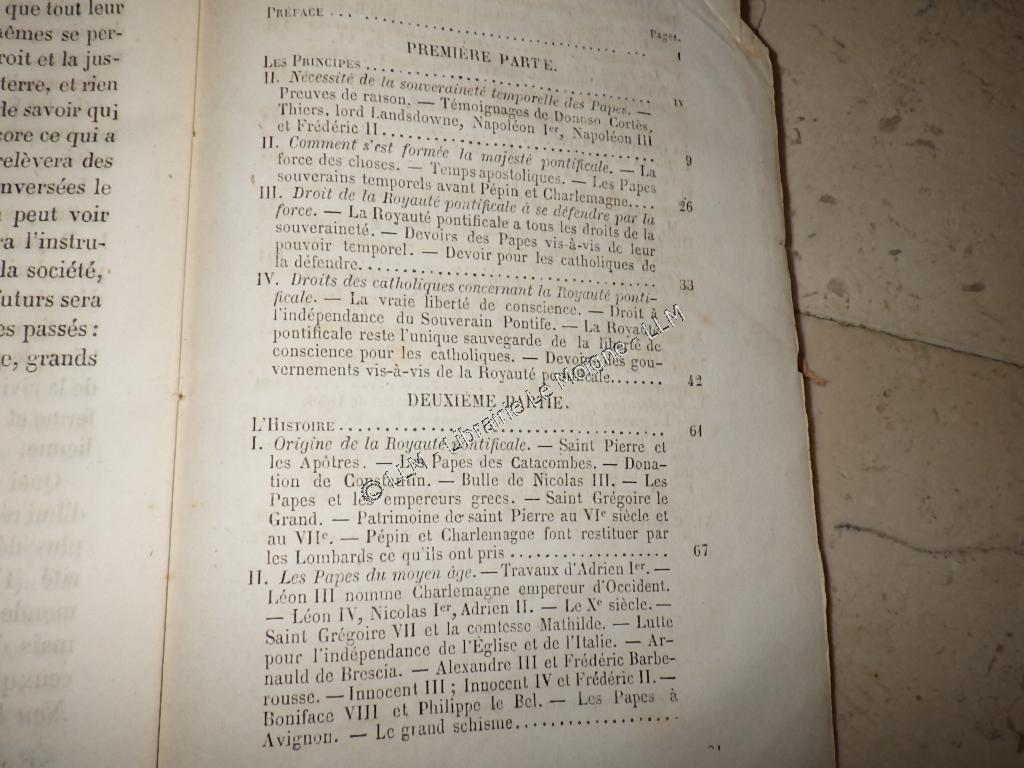 que tout leur
êmes se per-
roit et la jus-
terre, et rien
de savoir qui
core ce qui a
relèvera des
nversées le
peut voir
ra l'instru-
la société,
futurs sera
es passés :
e, grands
PRÉFACE
Pages.
1
PREMIÈRE PARTE.
LES PRINCIPES
IV
II. Nécessité de la souveraineté temporelle des Papes. —
Preuves de raison. — Témoignages de Donoso Cortès,
Thiers, lord Landsdowne, Napoléon Ier, Napoléon III
et Frédéric II
9
II. Comment s'est formée la majesté pontificale. — La
force des choses. — Temps apostoliques. — Les Papes
souverains temporels avant Pépin et Charlemagne....
26
III. Droit de la Royauté pontificale à se défendre par la
force. — La Royauté pontificale a tous les droits de la
souveraineté. — Devoirs des Papes vis-à-vis de leur
pouvoir temporel. — Devoir pour les catholiques de
la défendre
33
IV. Droits des catholiques concernant la Royauté ponti-
ficale. — La vraie liberté de conscience. — Droit à
l'indépendance du Souverain Pontife. — La Royauté
pontificale reste l'unique sauvegarde de la liberté de
conscience pour les catholiques. — Devoirs des gou-
vernements vis-à-vis de la Royauté pontificale.......
42
DEUXIÈME PARTIE.
L'HISTOIRE
61
I. Origine de la Royauté pontificale. — Saint Pierre et
les Apôtres. — Les Papes des Catacombes. — Dona-
tion de Constantin. — Bulle de Nicolas III. — Les
Papes et les empereurs grecs. — Saint Grégoire le
Grand. — Patrimoine de saint Pierre au VIe siècle et
au VIIe. — Pépin et Charlemagne font restituer par
les Lombards ce qu'ils ont pris
67
II. Les Papes du moyen âge. — Travaux d'Adrien Ier. —
Léon III nomme Charlemagne empereur d'Occident.
— Léon IV, Nicolas Ier, Adrien II. — Le Xe siècle. —
Saint Grégoire VII et la comtesse Mathilde. — Lutte
pour l'indépendance de l'Église et de l'Italie. — Ar-
nauld de Brescia. — Alexandre III et Frédéric Barbe-
rousse. — Innocent III ; Innocent IV et Frédéric II. —
Boniface VIII et Philippe le Bel. — Les Papes à
Avignon. — Le grand schisme
© ALM - Librairie Le Moigne - ALM